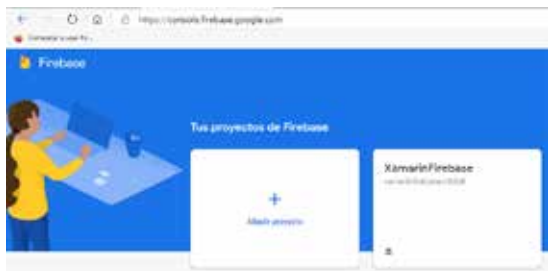 https://console.firebase.google.com
Firebase
Tus proyectos de Firebase
Añadir proyecto
XamarinFirebase